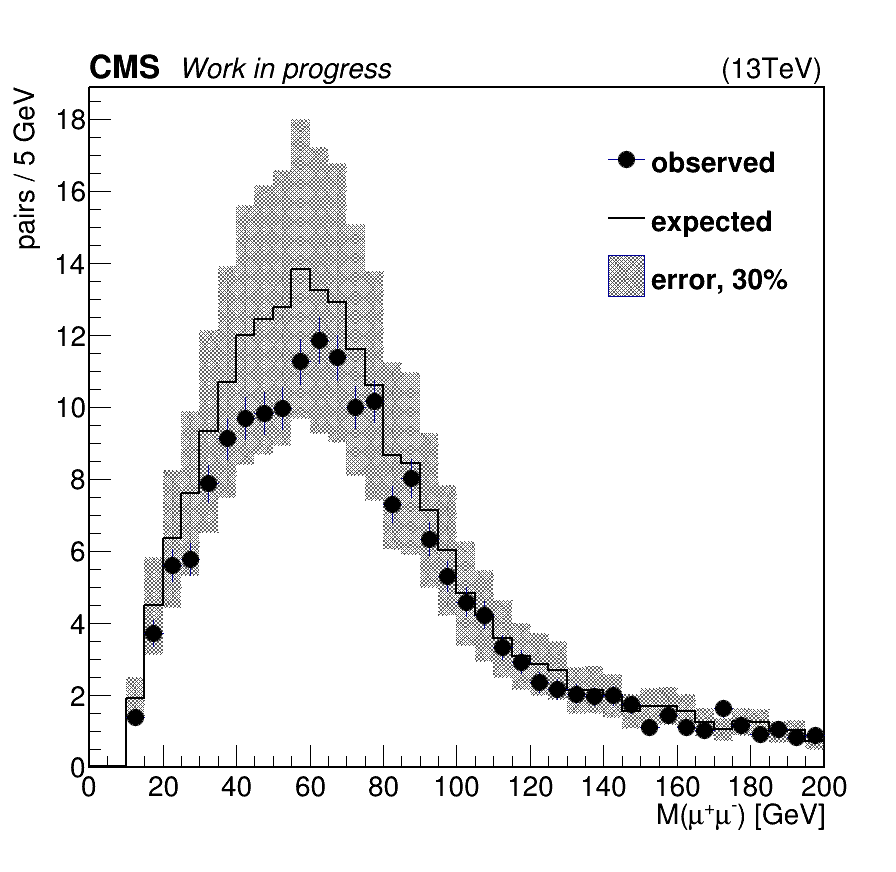 CMS Work in progress (13TeV)
pairs / 5 GeV
18
16
14
12
10
8
6
4
2
0
observed
expected
error, 30%
0 20 40 60 80 100 120 140 160 180 200
M(μ⁺μ⁻) [GeV]